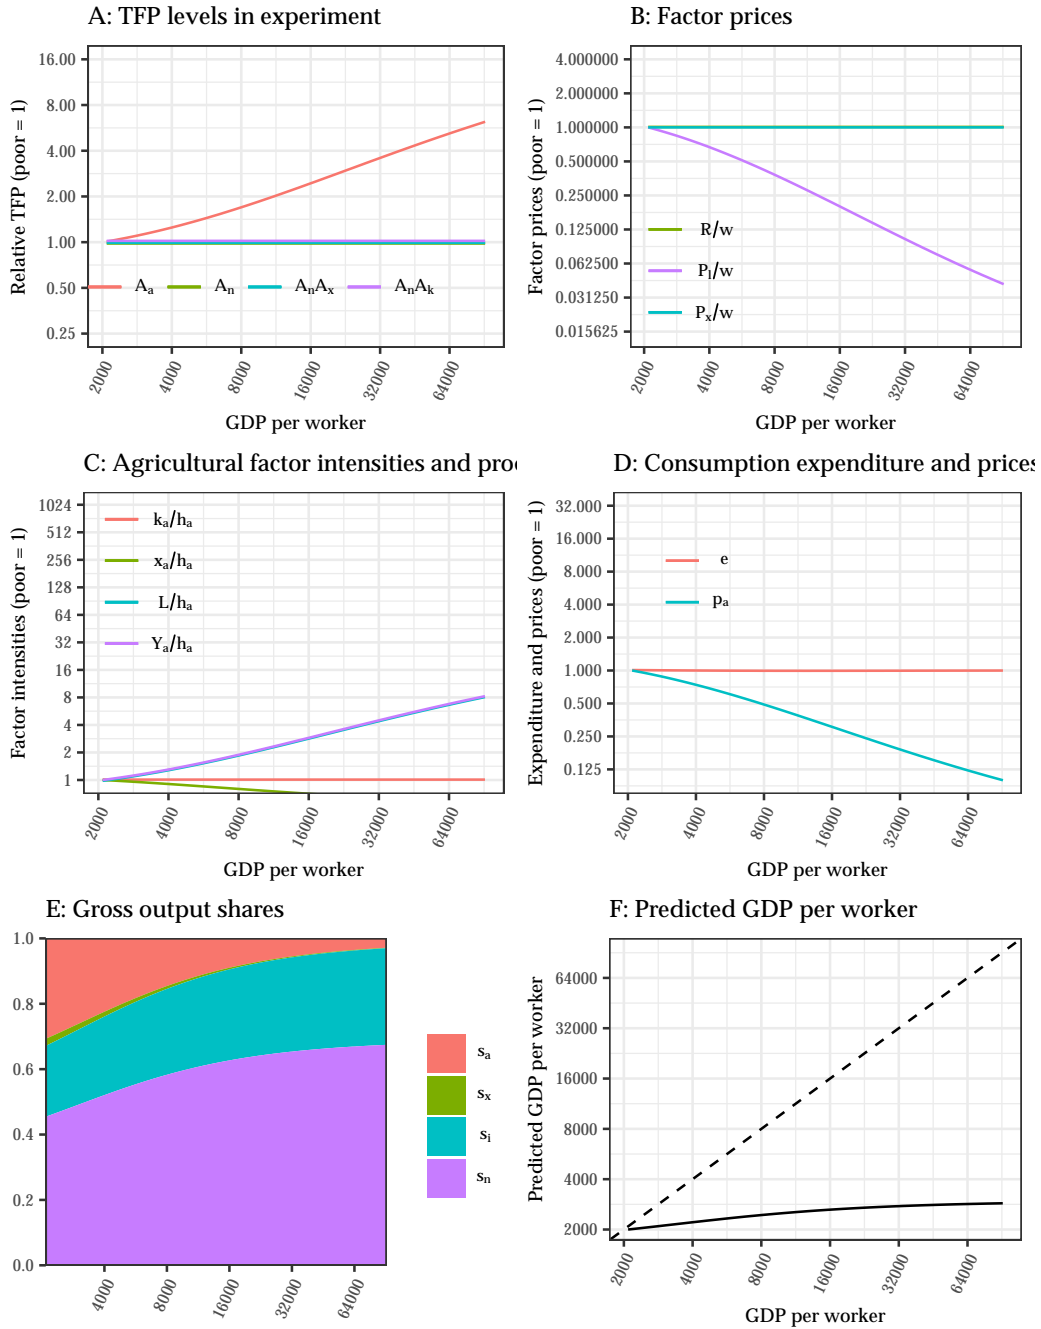 A: TFP levels in experiment
Relative TFP (poor = 1)
16.00
8.00
4.00
2.00
1.00
0.50
0.25
Aa
An
AnAx
AnAk
2000
4000
8000
16000
32000
64000
GDP per worker
B: Factor prices
Factor prices (poor = 1)
4.000000
2.000000
1.000000
0.500000
0.250000
0.125000
0.062500
0.031250
0.015625
R/w
Pl/w
Px/w
2000
4000
8000
16000
32000
64000
GDP per worker
C: Agricultural factor intensities and pro
Factor intensities (poor = 1)
1024
512
256
128
64
32
16
8
4
2
1
ka/ha
xa/ha
L/ha
Ya/ha
2000
4000
8000
16000
32000
64000
GDP per worker
D: Consumption expenditure and prices
Expenditure and prices (poor = 1)
32.000
16.000
8.000
4.000
2.000
1.000
0.500
0.250
0.125
e
pa
2000
4000
8000
16000
32000
64000
GDP per worker
E: Gross output shares
1.0
0.8
0.6
0.4
0.2
0.0
4000
8000
16000
32000
64000
sa
sx
si
sn
F: Predicted GDP per worker
Predicted GDP per worker
64000
32000
16000
8000
4000
2000
2000
4000
8000
16000
32000
64000
GDP per worker